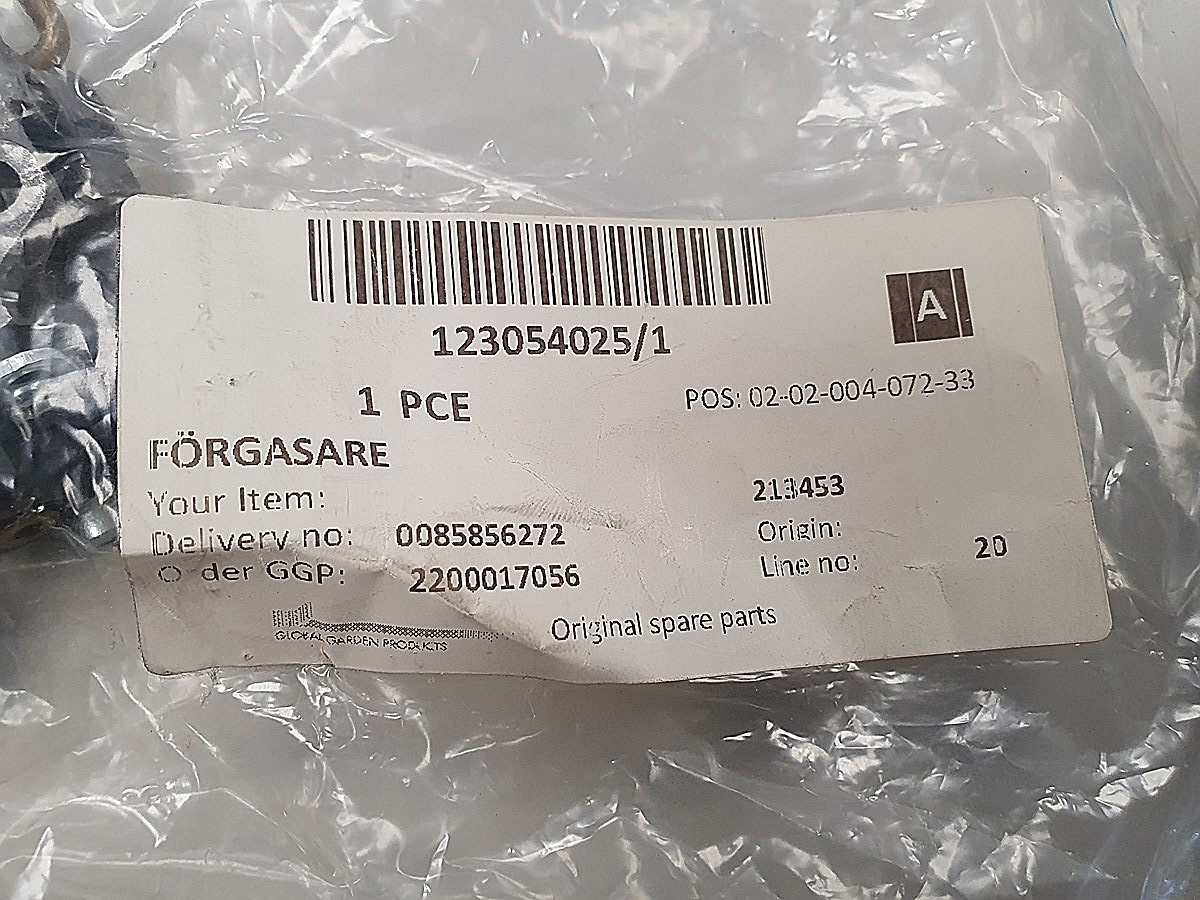 123054025/1
A
1 PCE
POS: 02-02-004-072-33
FÖRGASARE
Your Item:
213453
Delivery no: 0085856272
Origin:
Order GGP: 2200017056
Line no: 20
GLOBAL GARDEN PRODUCTS
Original spare parts